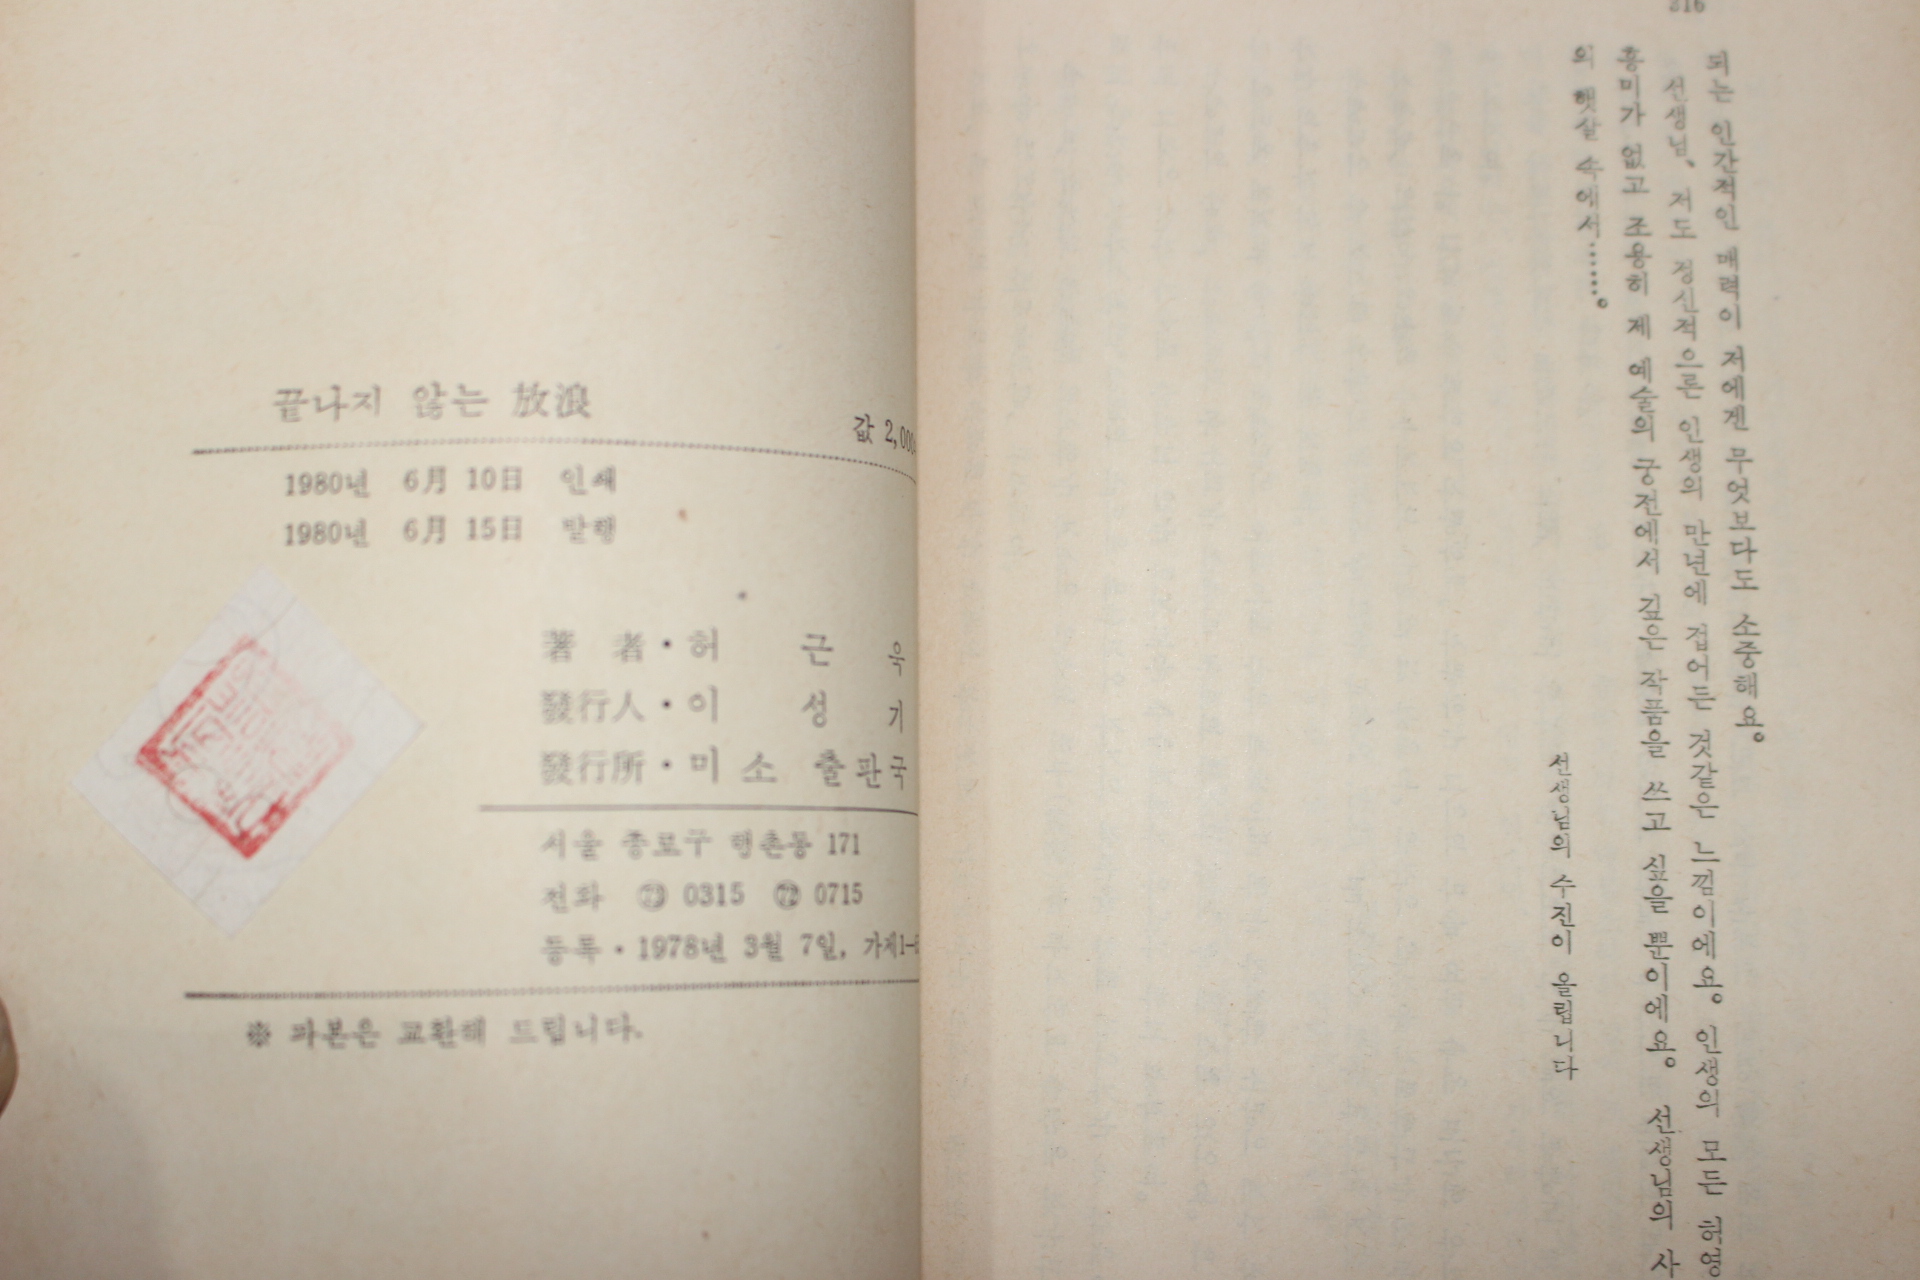 끝나지 않는 放浪
값 2,000
1980년 6月 10日 인쇄
1980년 6月 15日 발행
著 者 · 허 근 욱
發行人 · 이 성 기
發行所 · 미소 출판국
서울 종로구 행촌동 171
전화 ㉗ 0315 ㉒ 0715
등록 · 1978년 3월 7일, 가제1-
※ 파본은 교환해 드립니다.
316
되는 인간적인 매력이 저에겐 무엇보다도 소중해요。
선생님、저도 정신적으론 인생의 만년에 접어든 것같은 느낌이에요。 인생의 모든 허영
흥미가 없고 조용히 제 예술의 궁전에서 깊은 작품을 쓰고 싶을 뿐이에요。 선생님의 사
의 햇살 속에서……。
선생님의 수진이 올립니다